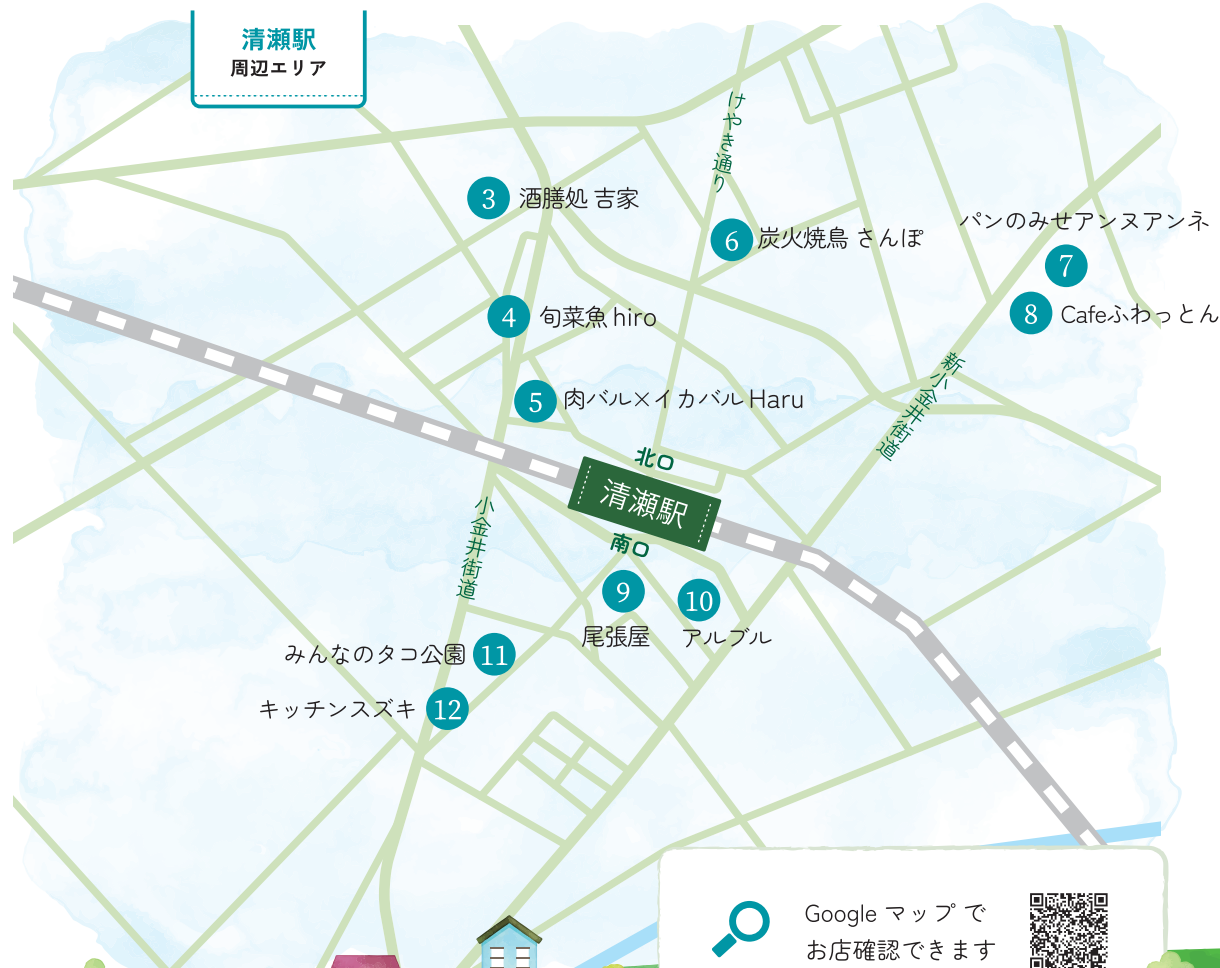 清瀬駅
周辺エリア
けやき通り
3 酒膳処 吉家
6 炭火焼鳥 さんぽ
パンのみせアンヌアンネ
7
8 Cafeふわっとん
4 旬菜魚 hiro
新小金井街道
5 肉バル×イカバル Haru
北口
清瀬駅
南口
小金井街道
9
尾張屋
10
アルブル
みんなのタコ公園 11
キッチンスズキ 12
Google マップ で
お店確認できます